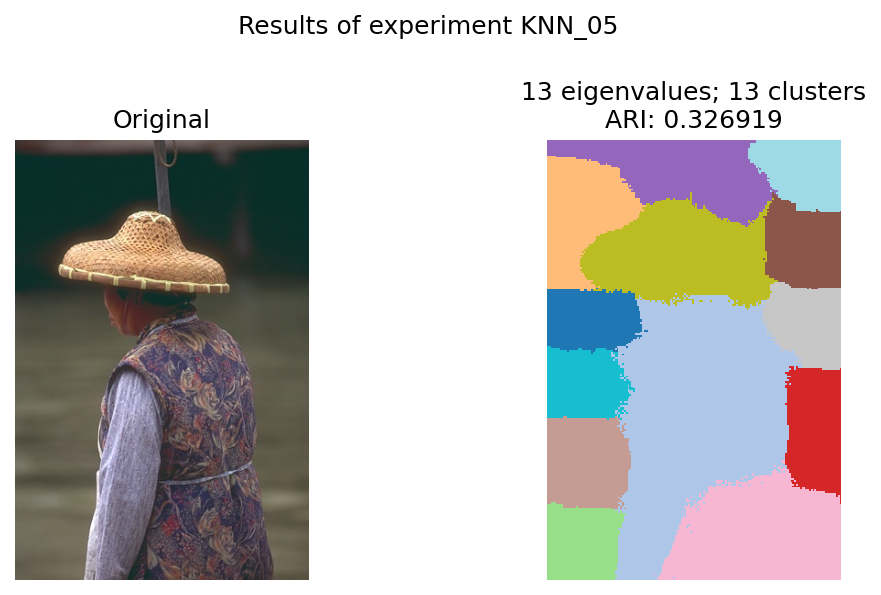 Results of experiment KNN_05
Original
13 eigenvalues; 13 clusters
ARI: 0.326919